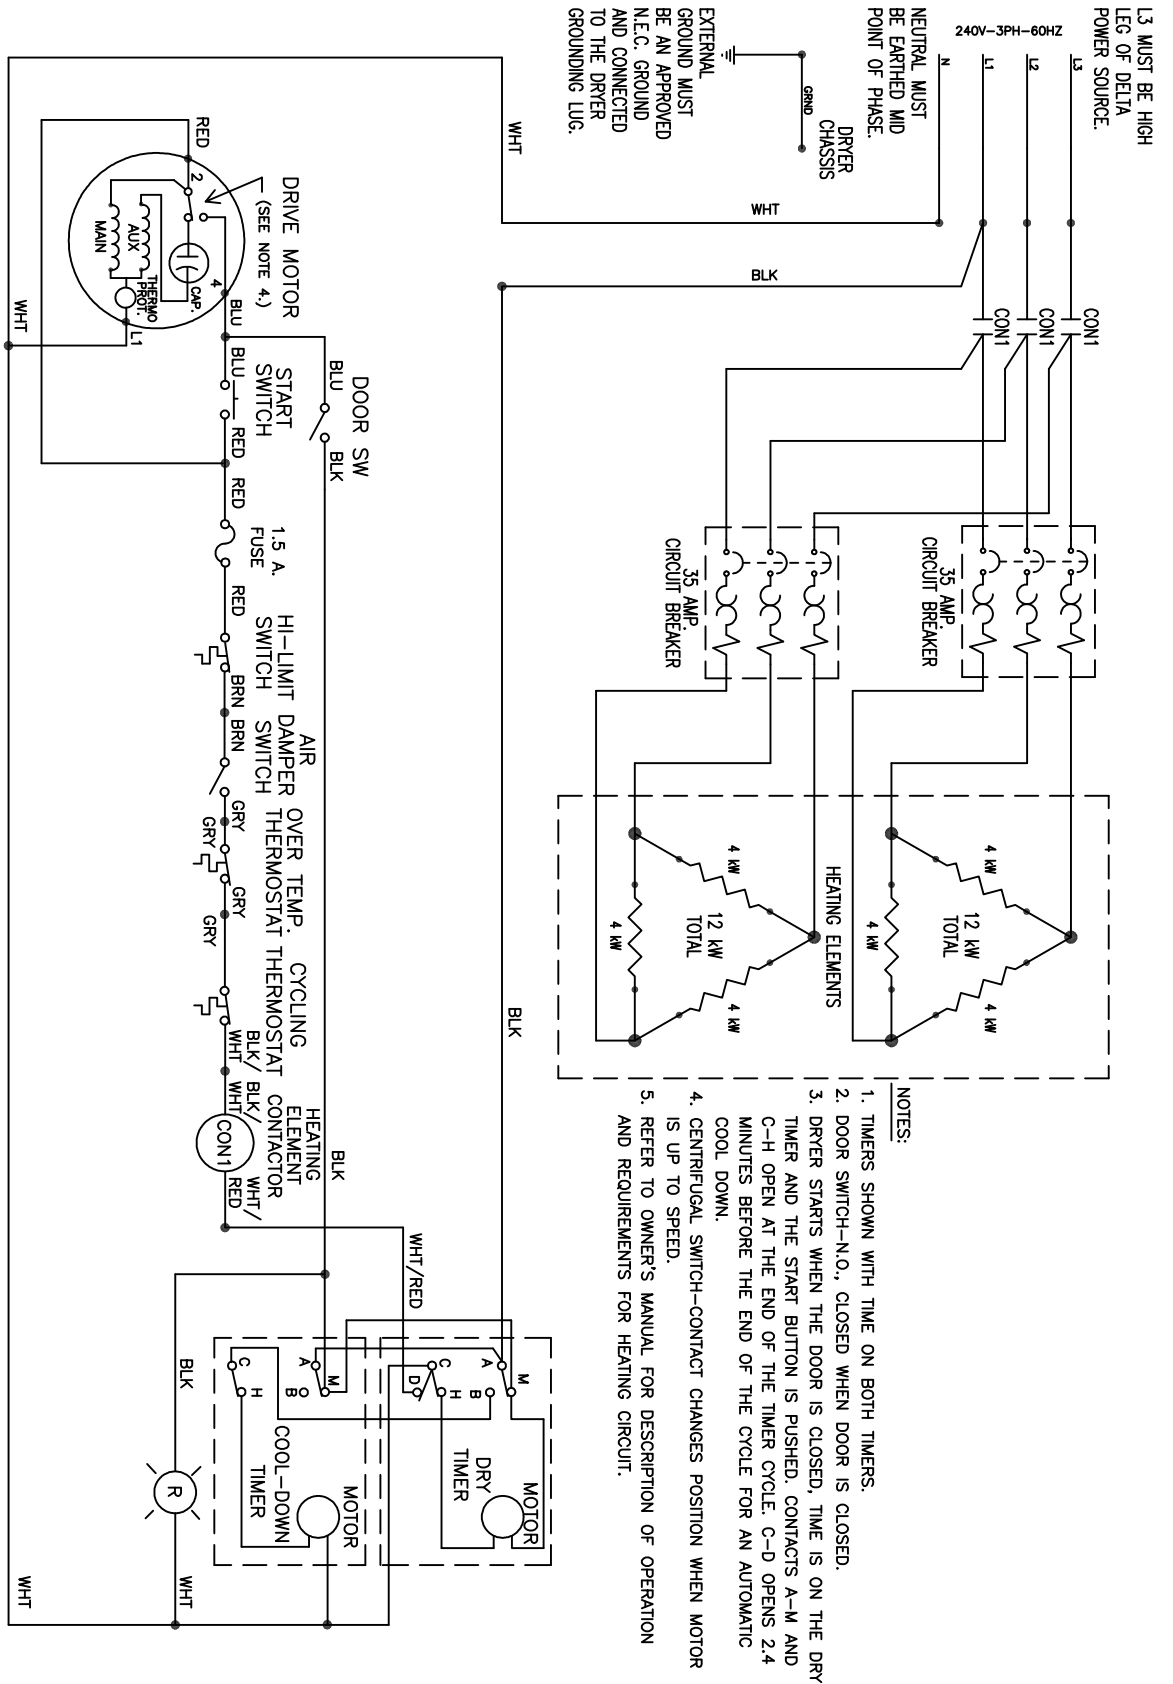 L3 MUST BE HIGH
LEG OF DELTA
POWER SOURCE.
240V-3PH-60HZ
L3
L2
L1
N
NEUTRAL MUST
BE EARTHED MID
POINT OF PHASE.
GRND
DRYER
CHASSIS
EXTERNAL
GROUND MUST
BE AN APPROVED
N.E.C. GROUND
AND CONNECTED
TO THE DRYER
GROUNDING LUG.
WHT
WHT
BLK
CON1
CON1
CON1
35 AMP.
CIRCUIT BREAKER
35 AMP.
CIRCUIT BREAKER
4 kW
12 kW
TOTAL
4 kW
4 kW
HEATING ELEMENTS
4 kW
12 kW
TOTAL
4 kW
4 kW
BLK
NOTES:
1. TIMERS SHOWN WITH TIME ON BOTH TIMERS.
2. DOOR SWITCH-N.O., CLOSED WHEN DOOR IS CLOSED.
3. DRYER STARTS WHEN THE DOOR IS CLOSED, TIME IS ON THE DRY
TIMER AND THE START BUTTON IS PUSHED. CONTACTS A-M AND
C-H OPEN AT THE END OF THE TIMER CYCLE. C-D OPENS 2.4
MINUTES BEFORE THE END OF THE CYCLE FOR AN AUTOMATIC
COOL DOWN.
4. CENTRIFUGAL SWITCH-CONTACT CHANGES POSITION WHEN MOTOR
IS UP TO SPEED.
5. REFER TO OWNER'S MANUAL FOR DESCRIPTION OF OPERATION
AND REQUIREMENTS FOR HEATING CIRCUIT.
DRIVE MOTOR
(SEE NOTE 4.)
RED
2
MAIN
AUX
CAP.
THERMO
PROT.
4
L1
WHT
BLU
BLU
BLU
DOOR SW
BLK
START
SWITCH
RED
RED
1.5 A.
FUSE
RED
HI-LIMIT
SWITCH
BRN
BRN
AIR
DAMPER
SWITCH
GRY
GRY
OVER TEMP.
THERMOSTAT
GRY
GRY
CYCLING
THERMOSTAT
BLK/
WHT
BLK/
WHT
HEATING
ELEMENT
CONTACTOR
CON1
WHT/
RED
BLK
WHT/RED
M
A
B
C
H
D
DRY
TIMER
MOTOR
M
A
B
C
H
COOL-DOWN
TIMER
MOTOR
BLK
R
WHT
WHT